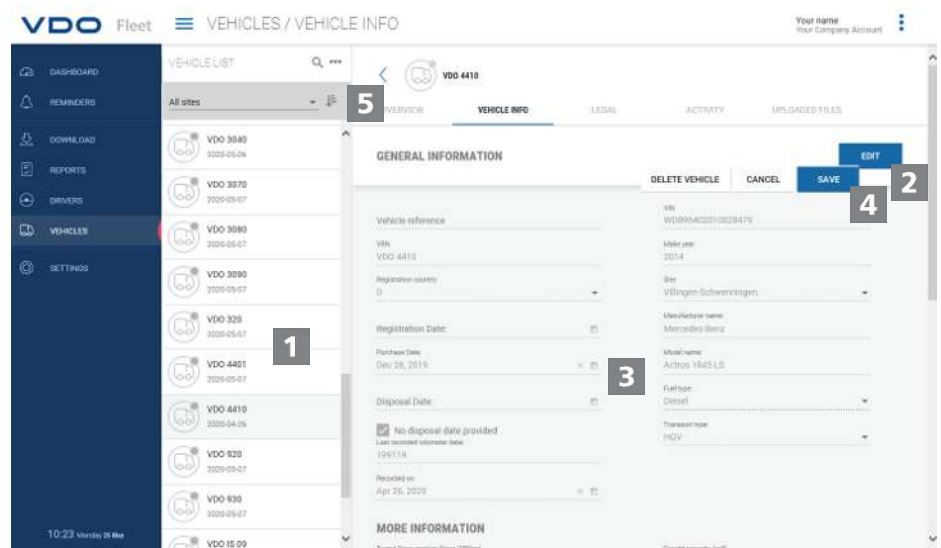 VDO Fleet
VEHICLES / VEHICLE INFO
Your name
Your Company Account
DASHBOARD
REMINDERS
DOWNLOAD
REPORTS
DRIVERS
VEHICLES
SETTINGS
10:23 Monday 25 May
VEHICLE LIST
All sites
VDO 3040
2020-05-06
VDO 3070
2020-05-07
VDO 3080
2020-05-07
VDO 3090
2020-05-07
VDO 320
2020-05-07
VDO 4401
2020-05-07
VDO 4410
2020-04-26
VDO 920
2020-05-07
VDO 930
2020-05-07
VDO IS 09
1
5
VDO 4410
OVERVIEW
VEHICLE INFO
LEGAL
ACTIVITY
UPLOADED FILES
GENERAL INFORMATION
EDIT
2
DELETE VEHICLE
CANCEL
SAVE
4
Vehicle reference
VRN
VDO 4410
Registration country
D
Registration Date:
Purchase Date:
Dec 28, 2019
Disposal Date:
No disposal date provided
Last recorded odometer data:
199119
Recorded on
Apr 26, 2020
3
VIN
Make year
2014
Site
Villingen-Schwenningen
Manufacturer name
Mercedes-Benz
Model name
Actros 1845 LS
Fuel type
Diesel
Transport type
HGV
MORE INFORMATION